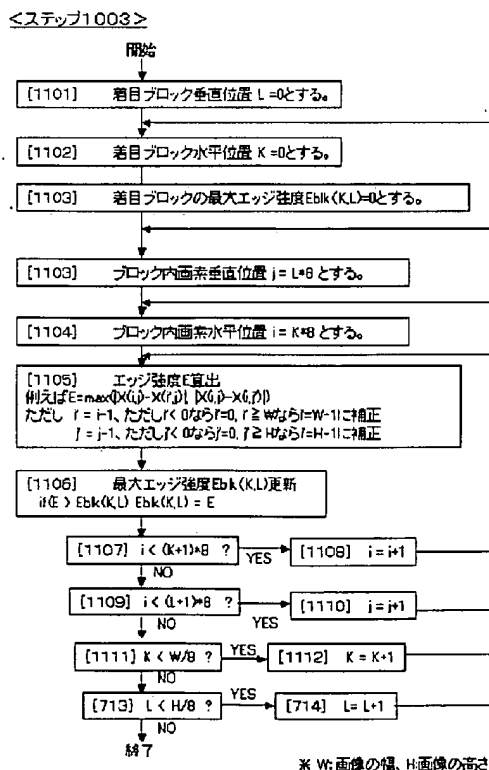 <ステップ1003>
開始
[1101] 着目ブロック垂直位置 L =0とする。
[1102] 着目ブロック水平位置 K =0とする。
[1103] 着目ブロックの最大エッジ強度Eblk(K,L)=0とする。
[1103] ブロック内画素垂直位置 j= L*8 とする。
[1104] ブロック内画素水平位置 i= K*8 とする。
[1105] エッジ強度E算出
例えばE=max(|X(i,j)-X(i',j)|, |X(i,j)-X(i,j')|)
ただし i' = i-1、ただしi'< 0ならi'=0, i' ≧ Wならi'=W-1に補正
j' = j-1、ただしj'< 0ならj'=0, j' ≧ Hならj'=H-1に補正
[1106] 最大エッジ強度Eblk(K,L)更新
if(E > Eblk(K,L) Eblk(K,L) = E
[1107] i < (K+1)*8 ? YES [1108] i = i+1
NO
[1109] i < (L+1)*8 ? YES [1110] j = j+1
NO
[1111] K < W/8 ? YES [1112] K = K+1
NO
[713] L < H/8 ? YES [714] L= L+1
NO
終了
※ W: 画像の幅、H:画像の高さ